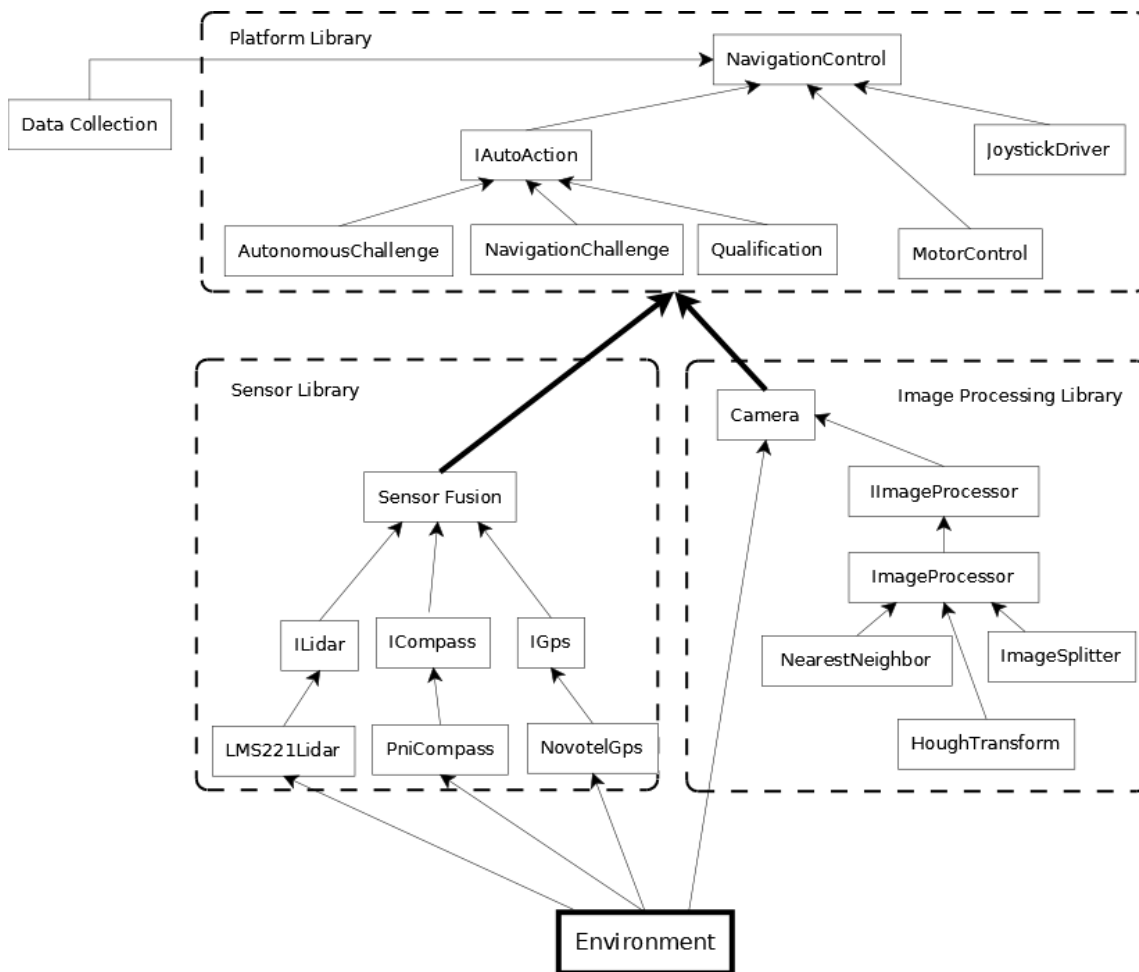 Platform Library
NavigationControl
Data Collection
IAutoAction
JoystickDriver
AutonomousChallenge
NavigationChallenge
Qualification
MotorControl
Sensor Library
Image Processing Library
Camera
Sensor Fusion
IImageProcessor
ImageProcessor
ILidar
ICompass
IGps
NearestNeighbor
ImageSplitter
LMS221Lidar
PniCompass
NovotelGps
HoughTransform
Environment